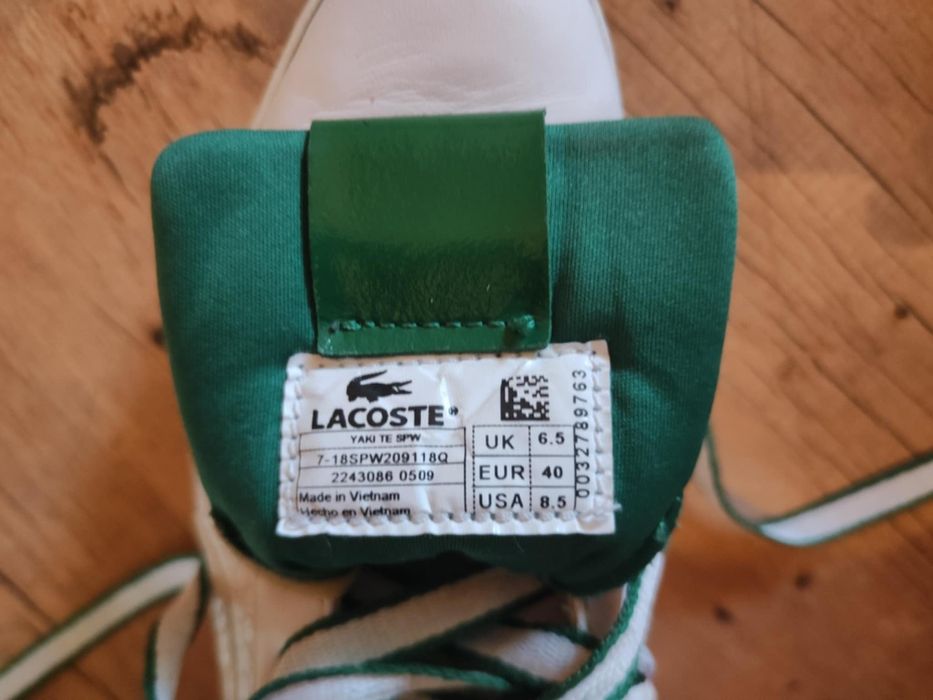 LACOSTE
YAKI TE SPW
7-18SPW209118Q
2243086 0509
Made in Vietnam
Hecho en Vietnam
UK 6.5
EUR 40
USA 8.5
00327789763